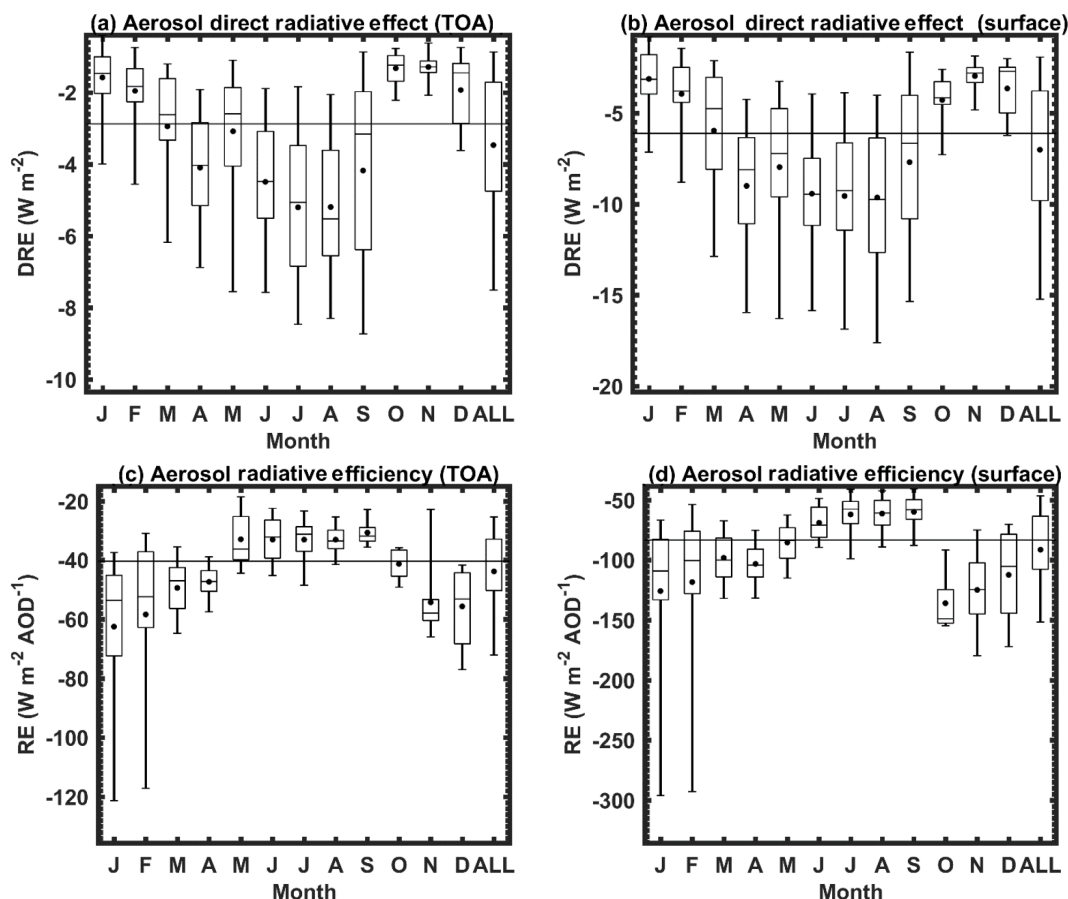 (a) Aerosol direct radiative effect (TOA)
DRE (W m-2)
-2
-4
-6
-8
-10
J F M A M J J A S O N D ALL
Month
(b) Aerosol direct radiative effect (surface)
DRE (W m-2)
-5
-10
-15
-20
J F M A M J J A S O N D ALL
Month
(c) Aerosol radiative efficiency (TOA)
RE (W m-2 AOD-1)
-20
-40
-60
-80
-100
-120
J F M A M J J A S O N D ALL
Month
(d) Aerosol radiative efficiency (surface)
RE (W m-2 AOD-1)
-50
-100
-150
-200
-250
-300
J F M A M J J A S O N D ALL
Month